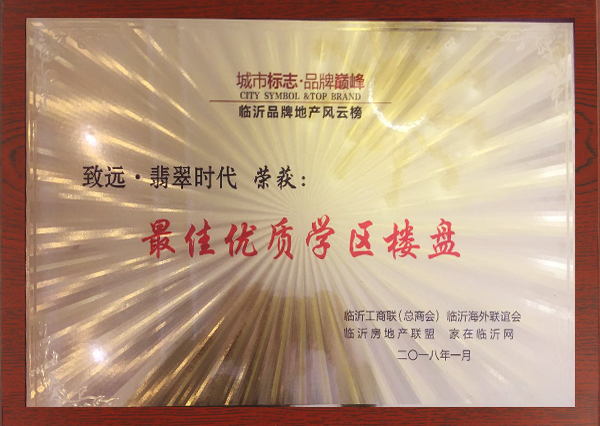 城市标志·品牌巅峰
CITY SYMBOL &TOP BRAND
临沂品牌地产风云榜
致远·翡翠时代 荣获：
最佳优质学区楼盘
临沂工商联（总商会） 临沂海外联谊会
临沂房地产联盟 家在临沂网
二〇一八年一月